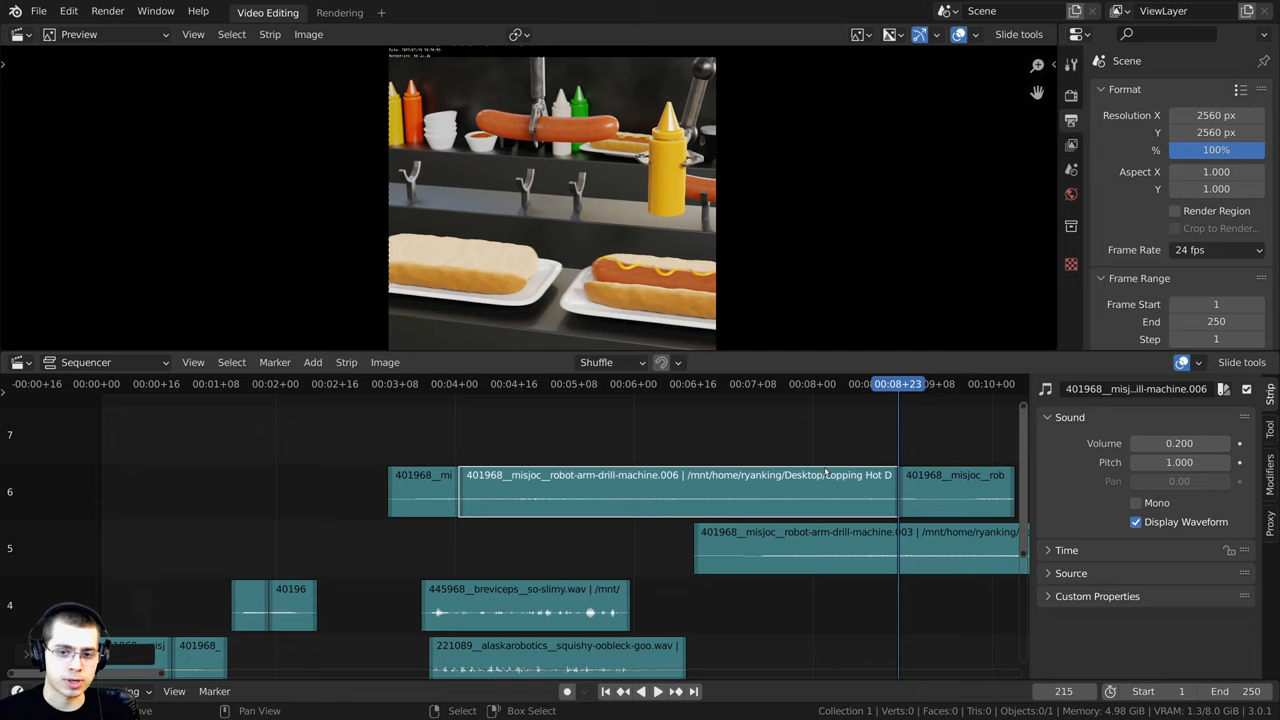 File Edit Render Window Help Video Editing Rendering + Scene ViewLayer
Preview View Select Strip Image Slide tools
Scene
Format
Resolution X 2560 px
Y 2560 px
% 100%
Aspect X 1.000
Y 1.000
Render Region
Crop to Render...
Frame Rate 24 fps
Frame Range
Frame Start 1
End 250
Step 1
Sequencer View Select Marker Add Strip Image Shuffle Slide tools
-00:00+16 00:00+00 00:00+16 00:01+08 00:02+00 00:02+16 00:03+08 00:04+00 00:04+16 00:05+08 00:06+00 00:06+16 00:07+08 00:08+00 00:08+23 00:10+00
401968__misj...ill-machine.006
Strip
Tool
Proxy
Sound
Volume 0.200
Pitch 1.000
Pan 0.00
Mono
Display Waveform
Time
Source
Custom Properties
7
6
401968__mi
401968__misjoc__robot-arm-drill-machine.006 | /mnt/home/ryanking/Desktop/Lopping Hot D
401968__misjoc__rob
5
401968__misjoc__robot-arm-drill-machine.003 | /mnt/home/ryanking/
4
40196
445968__breviceps__so-slimy.wav | /mnt/
401968_
221089__alaskarobotics__squishy-oobleck-goo.wav |
View Marker 215 Start 1 End 250
Pan View Select Box Select Collection 1 | Verts:0 | Faces:0 | Tris:0 | Objects:0/1 | Memory: 4.98 GiB | VRAM: 1.3/8.0 GiB | 3.0.1